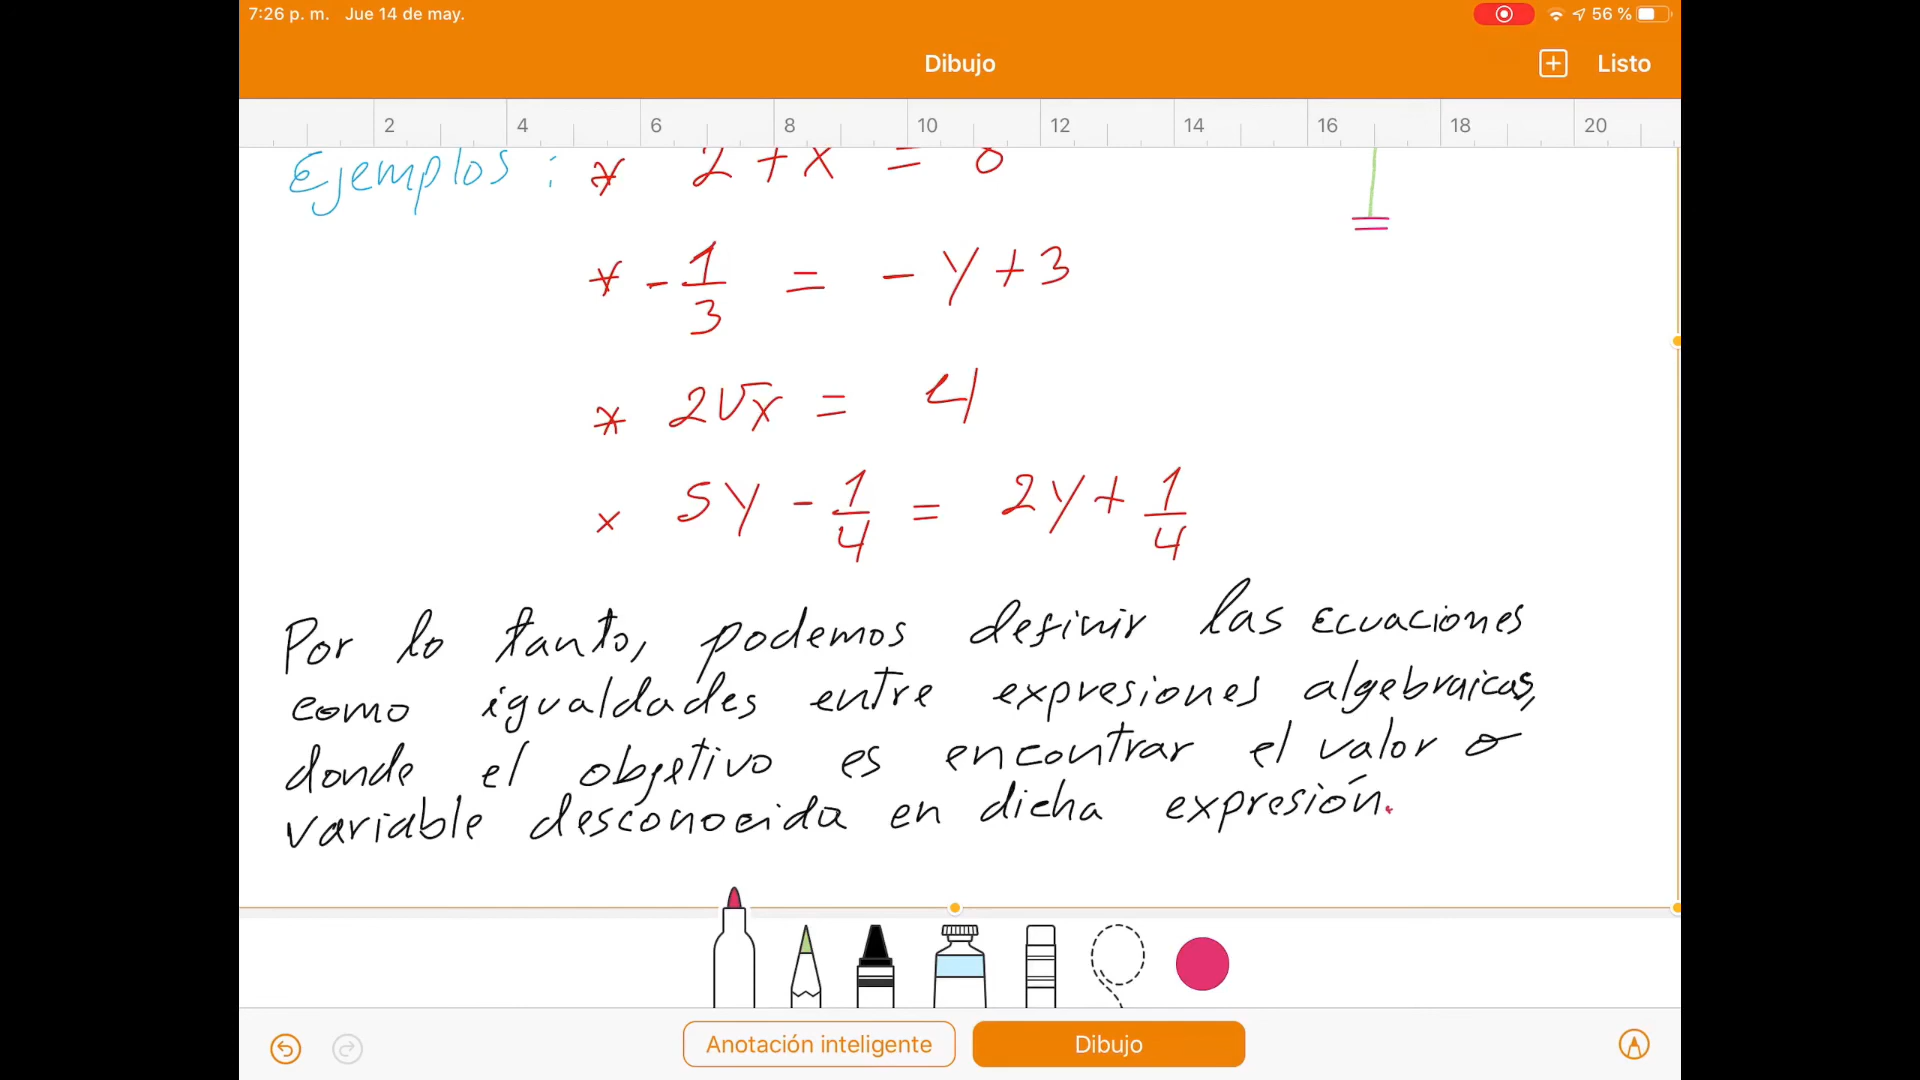 7:26 p. m. Jue 14 de may. 56 %
Dibujo
Listo
2 4 6 8 10 12 14 16 18 20
Ejemplos : * 2 + x =
* - 1/3 = - y + 3
* 2√x = 4
x 5y - 1/4 = 2y + 1/4
Por lo tanto, podemos definir las Ecuaciones
como igualdades entre expresiones algebraicas,
donde el objetivo es encontrar el valor o
variable desconocida en dicha expresión.
Anotación inteligente
Dibujo